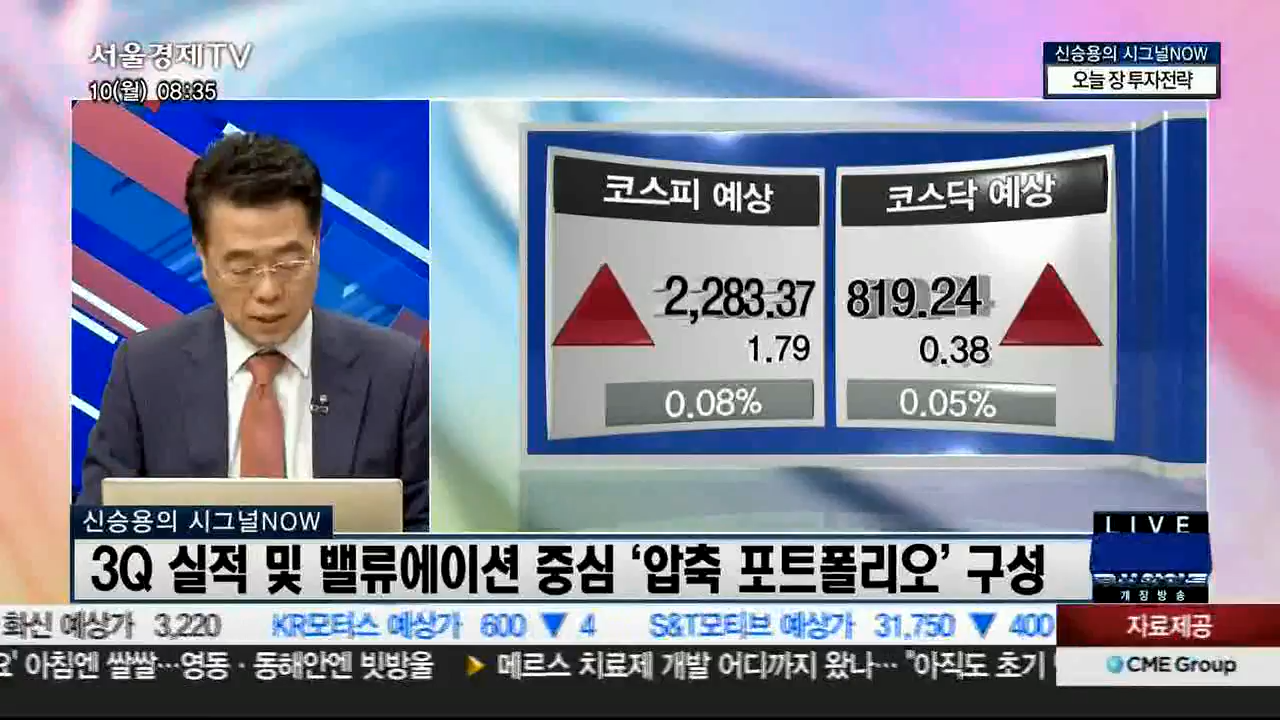 서울경제TV
10(월) 08:35
신승용의 시그널NOW
오늘 장 투자전략
코스피 예상
2,283.37
1.79
0.08%
코스닥 예상
819.24
0.38
0.05%
신승용의 시그널NOW
3Q 실적 및 밸류에이션 중심 ‘압축 포트폴리오’ 구성
LIVE
개장방송
화신 예상가 3,220 KR모터스 예상가 600 ▼ 4 S&T모티브 예상가 31,750 ▼ 400
자료제공
' 아침엔 쌀쌀…영동·동해안엔 빗방울 ▶ 메르스 치료제 개발 어디까지 왔나… "아직도 초기
CME Group